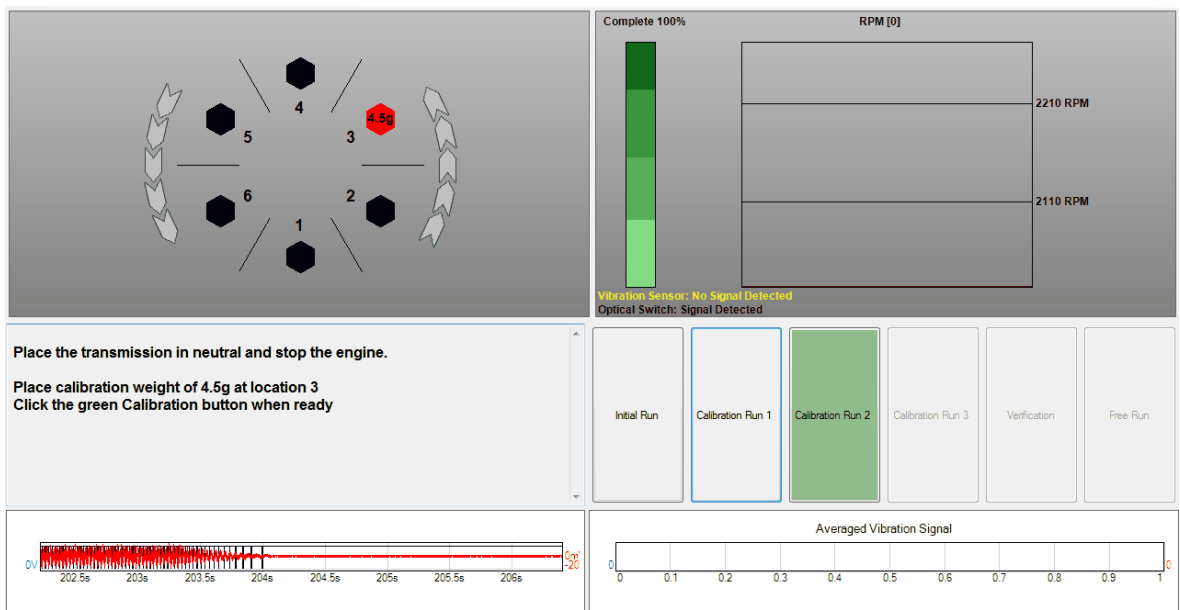 4
5
4.5g
3
6
2
1
Complete 100%
RPM [0]
2210 RPM
2110 RPM
Vibration Sensor: No Signal Detected
Optical Switch: Signal Detected
Place the transmission in neutral and stop the engine.
Place calibration weight of 4.5g at location 3
Click the green Calibration button when ready
Initial Run
Calibration Run 1
Calibration Run 2
Calibration Run 3
Verification
Free Run
0V
-20
202.5s 203s 203.5s 204s 204.5s 205s 205.5s 206s
Averaged Vibration Signal
0
0
0 0.1 0.2 0.3 0.4 0.5 0.6 0.7 0.8 0.9 1